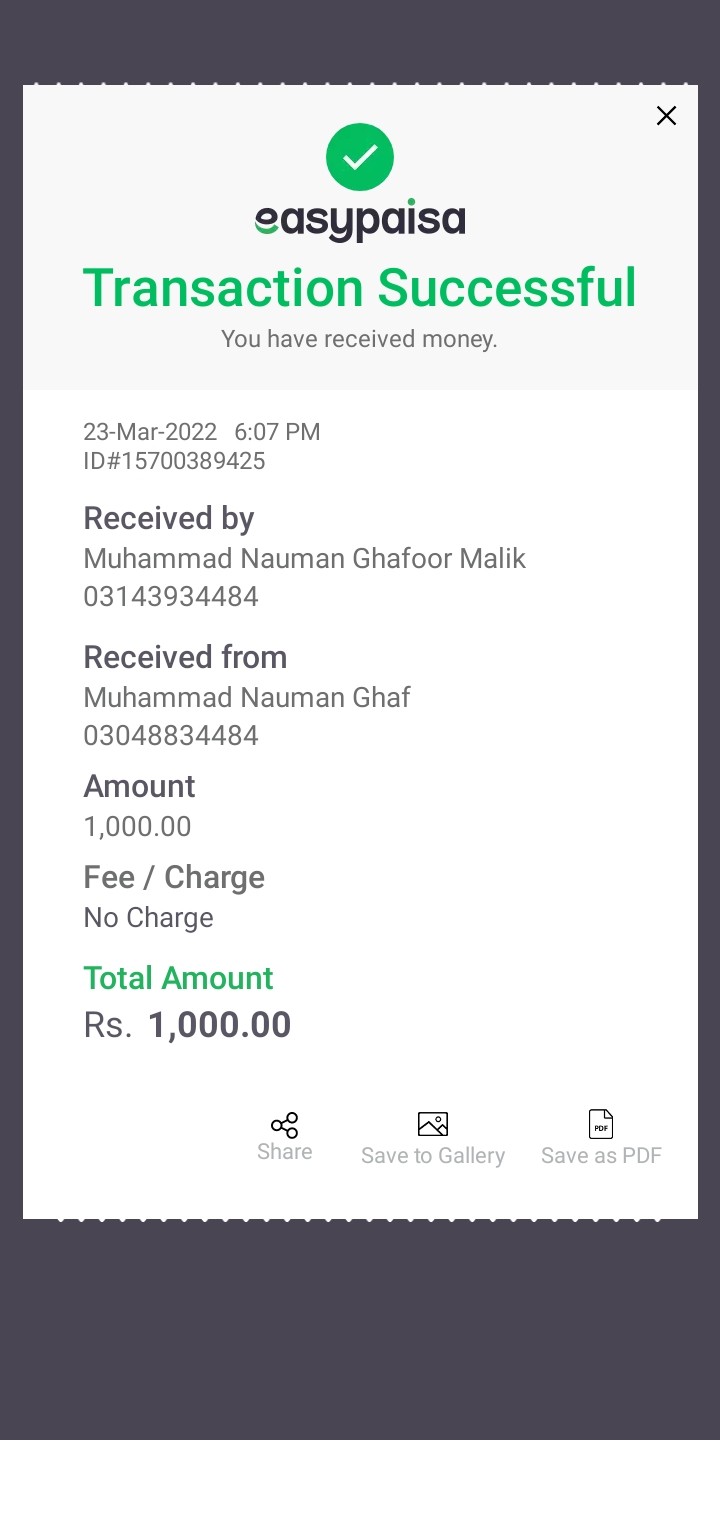 easypaisa
Transaction Successful
You have received money.
23-Mar-2022 6:07 PM
ID#15700389425
Received by
Muhammad Nauman Ghafoor Malik
03143934484
Received from
Muhammad Nauman Ghaf
03048834484
Amount
1,000.00
Fee / Charge
No Charge
Total Amount
Rs. 1,000.00
Share
Save to Gallery
PDF
Save as PDF